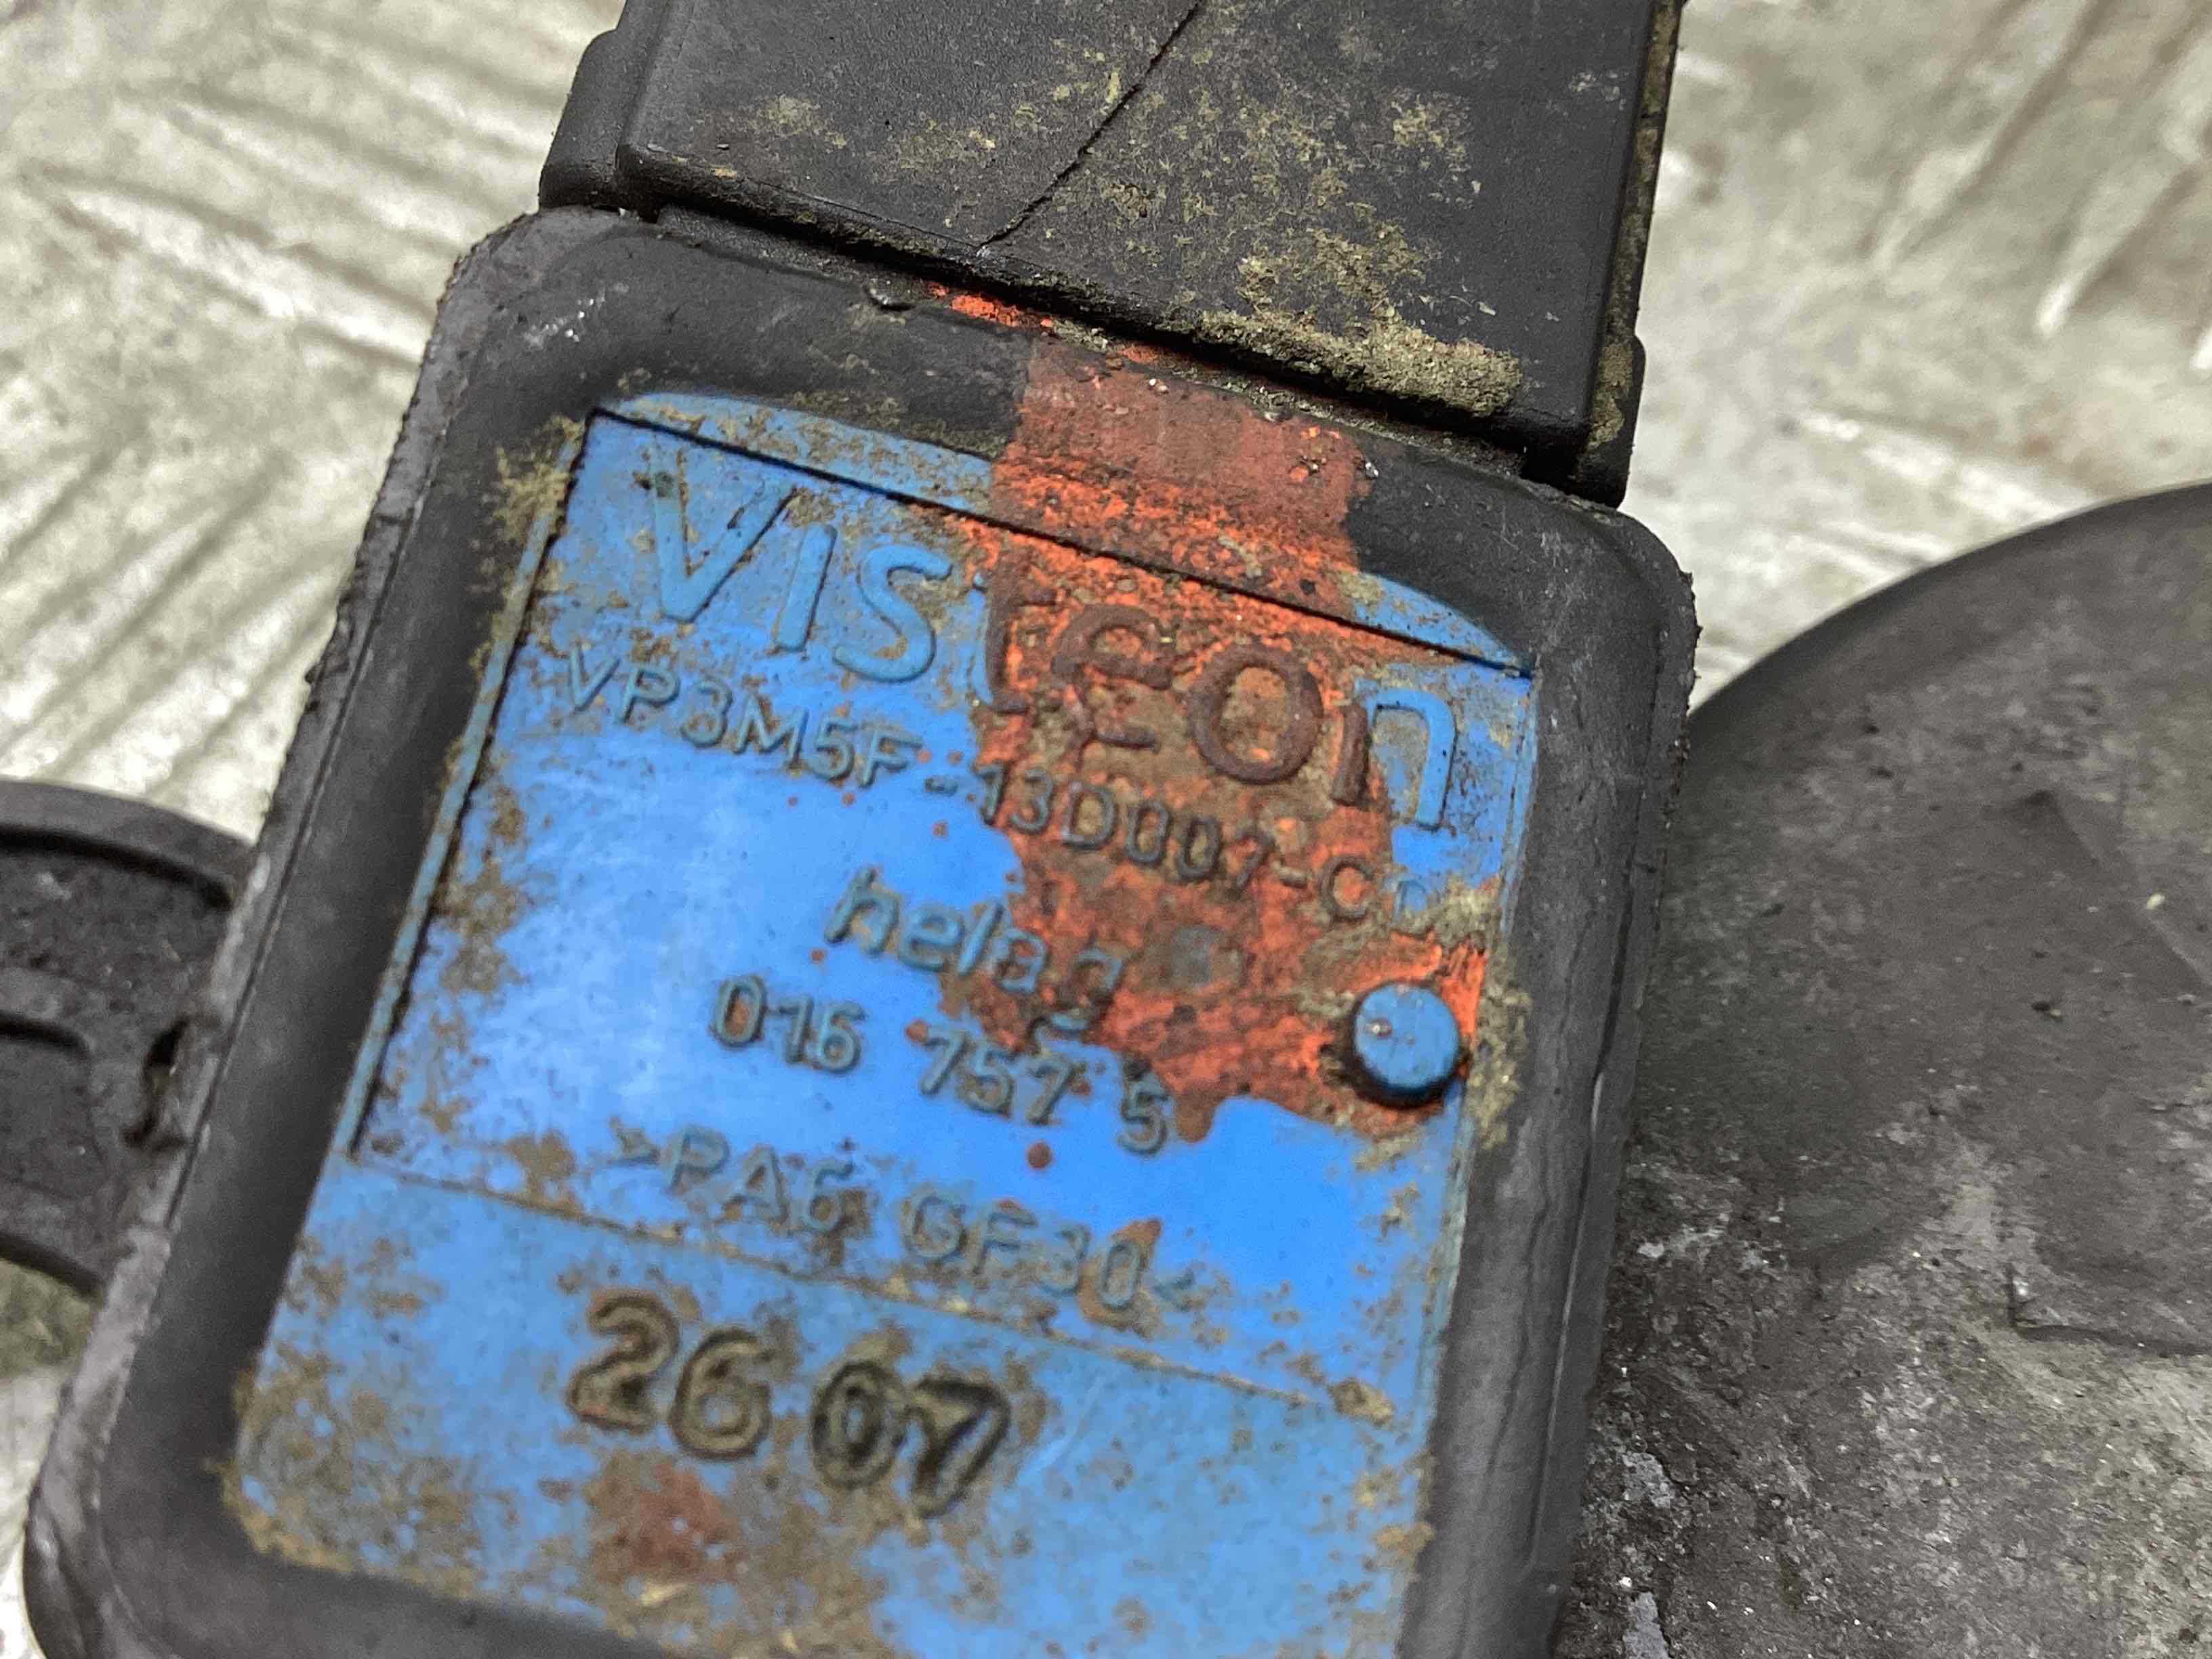 Visteon
VP3M5F-13D007-CD
helag
016 757 5
>PA6 GF30<
26 07